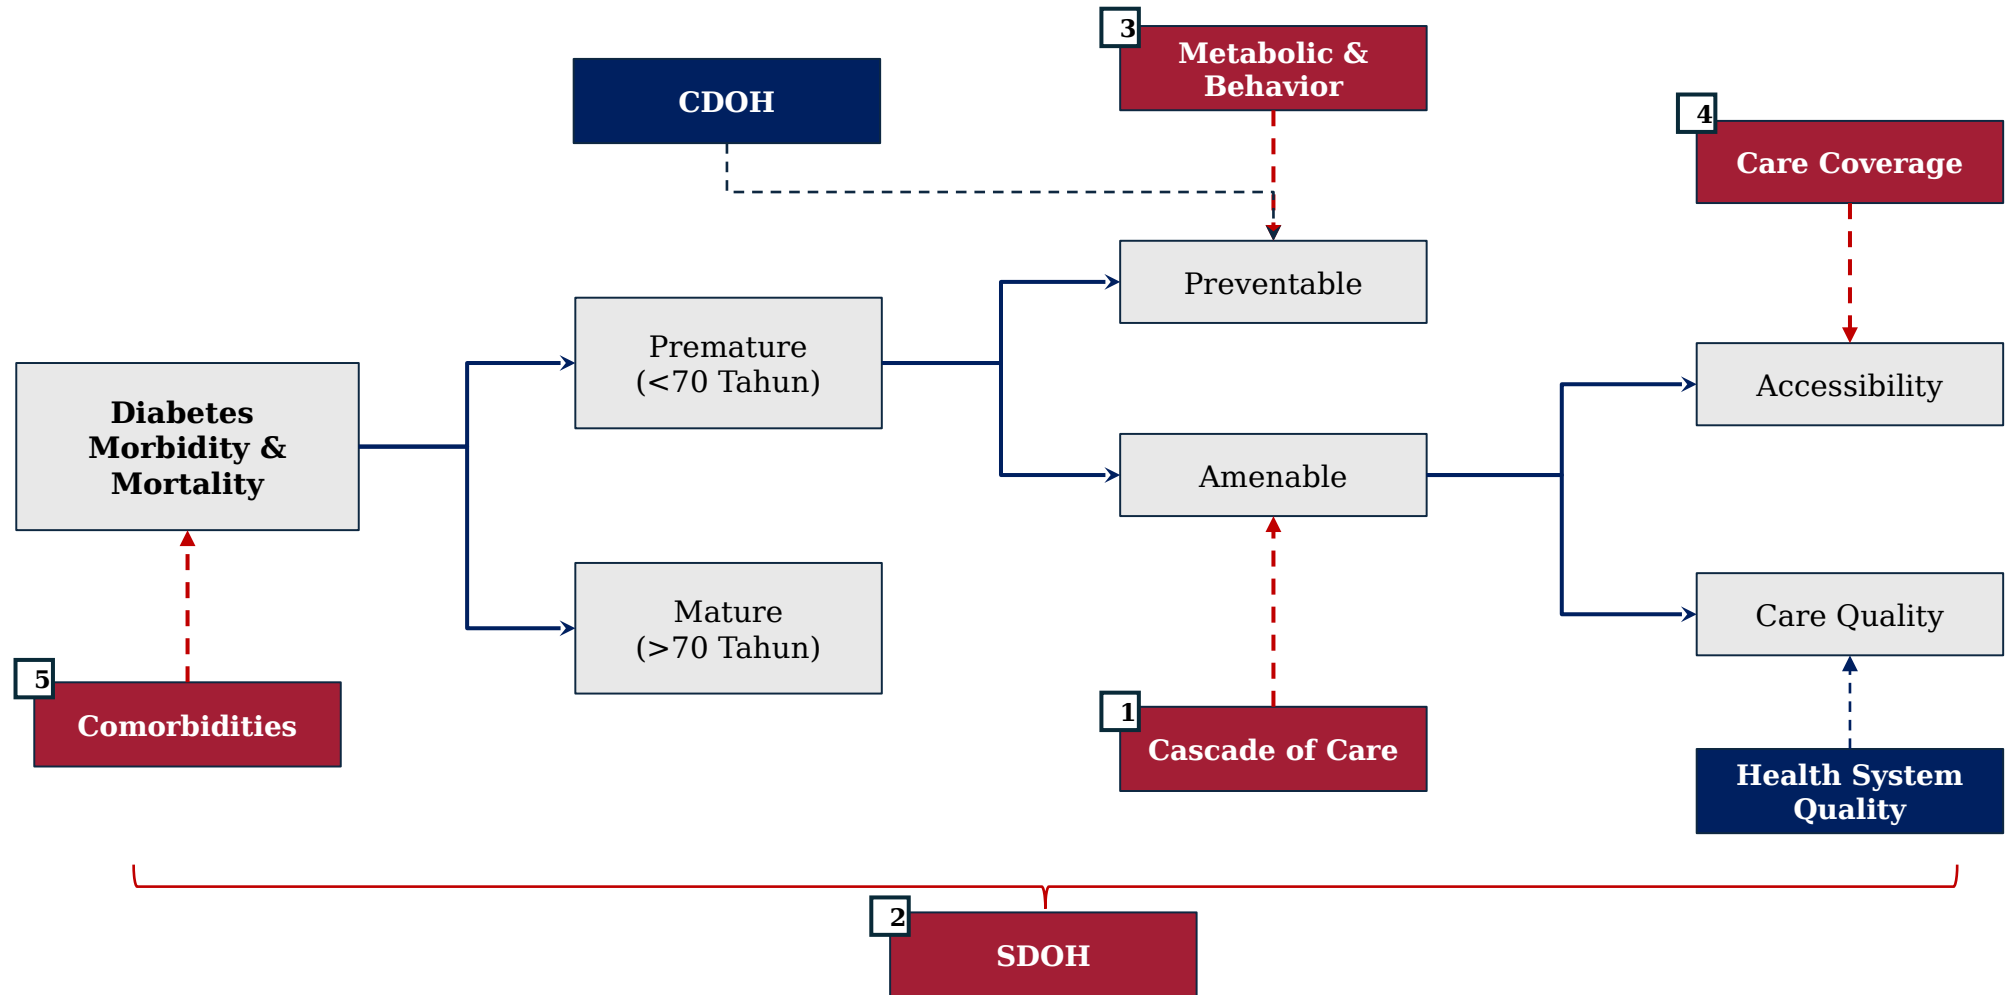 3
Metabolic &
Behavior
CDOH
4
Care Coverage
Preventable
Premature
(<70 Tahun)
Accessibility
Diabetes
Morbidity &
Mortality
Amenable
Mature
(>70 Tahun)
Care Quality
5
Comorbidities
1
Cascade of Care
Health System
Quality
2
SDOH